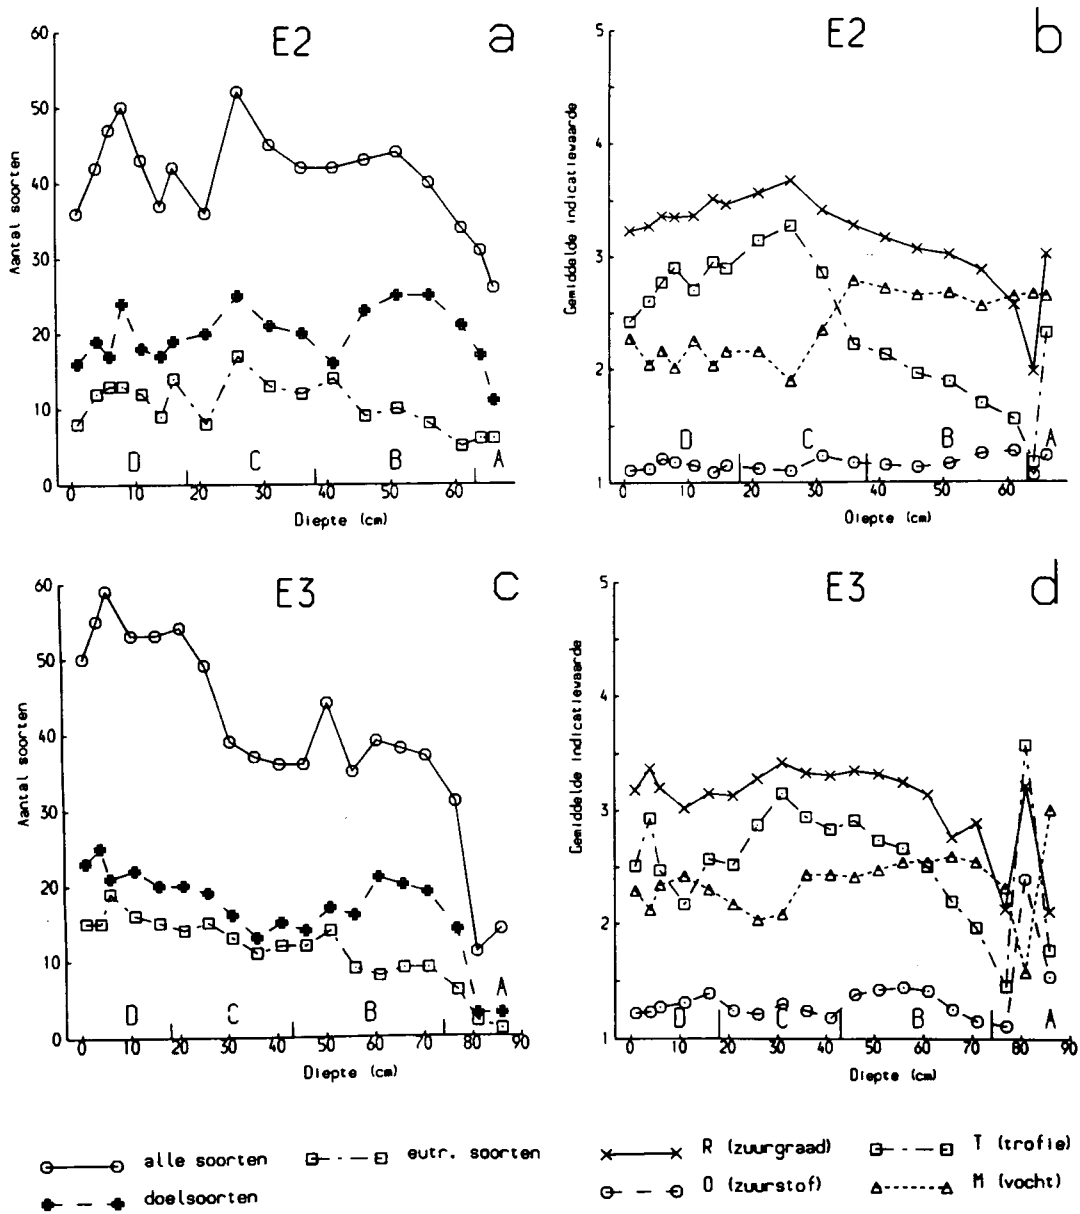 E2
a
60
50
40
30
20
10
0
Aantal soorten
D
C
B
A
0 10 20 30 40 50 60
Diepte (cm)
E2
b
5
4
3
2
1
Gemiddelde indicatiewaarde
D
C
B
A
0 10 20 30 40 50 60
Diepte (cm)
E3
c
60
50
40
30
20
10
0
Aantal soorten
D
C
B
A
0 10 20 30 40 50 60 70 80 90
Diepte (cm)
E3
d
5
4
3
2
1
Gemiddelde indicatiewaarde
D
C
B
A
0 10 20 30 40 50 60 70 80 90
Diepte (cm)
alle soorten
eutr. soorten
doelsoorten
R (zuurgraad)
T (trofie)
O (zuurstof)
M (vocht)